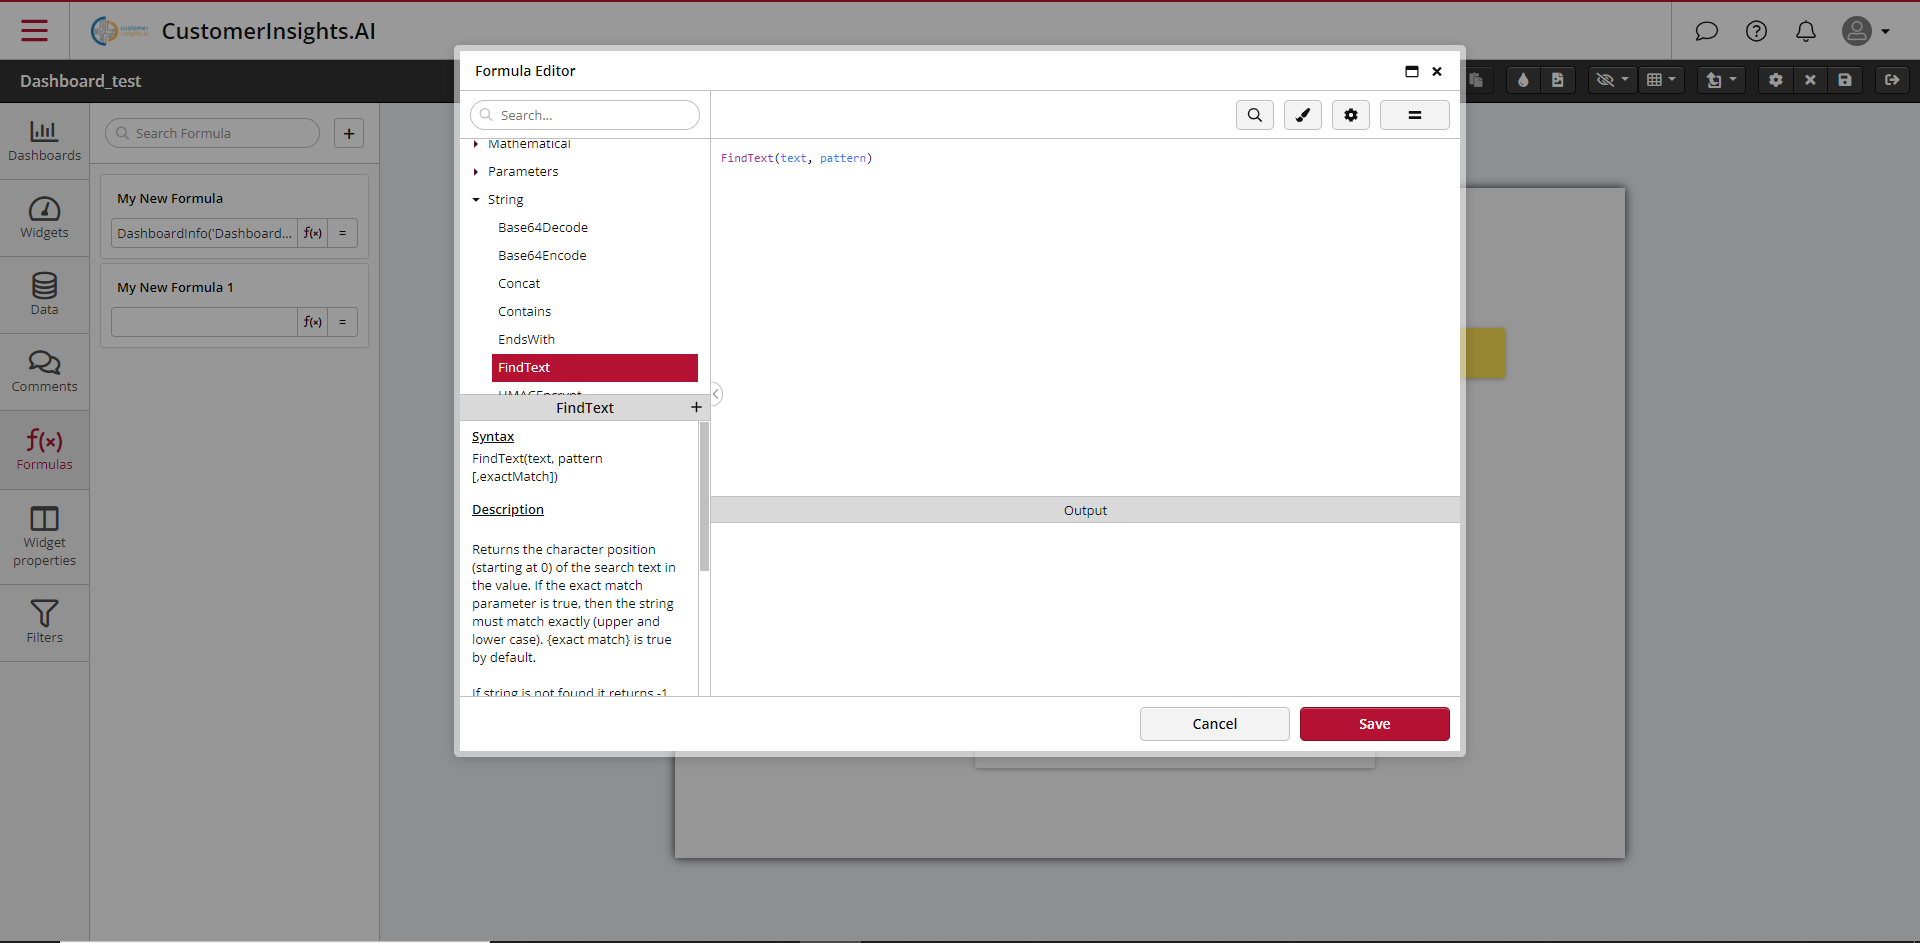 customer
insights.ai
CustomerInsights.AI
Dashboard_test
Dashboards
Widgets
Data
Comments
f(x)
Formulas
Widget
properties
Filters
Search Formula
+
My New Formula
DashboardInfo('Dashboard...
f(x)
=
My New Formula 1
f(x)
=
Formula Editor
Search...
=
Mathematical
Parameters
String
Base64Decode
Base64Encode
Concat
Contains
EndsWith
FindText
HMACEncrypt
FindText
+
Syntax
FindText(text, pattern
[,exactMatch])
Description
Returns the character position
(starting at 0) of the search text in
the value. If the exact match
parameter is true, then the string
must match exactly (upper and
lower case). {exact match} is true
by default.
If string is not found it returns -1
FindText(text, pattern)
Output
Cancel
Save